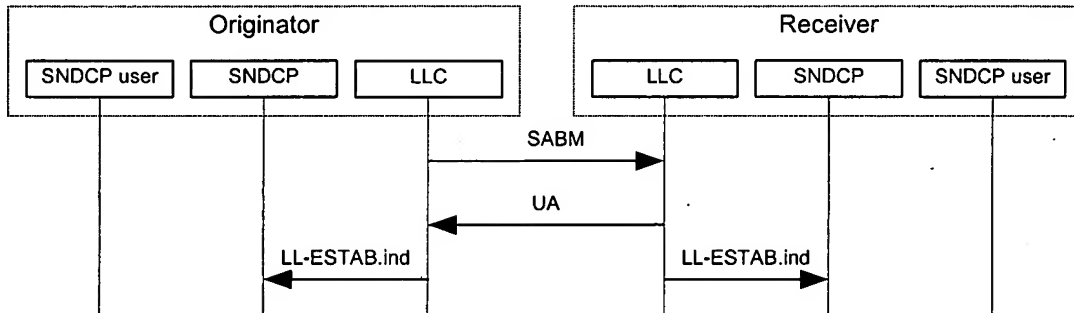 Originator Receiver
SNDCP user SNDCP LLC LLC SNDCP SNDCP user
SABM
UA
LL-ESTAB.ind LL-ESTAB.ind